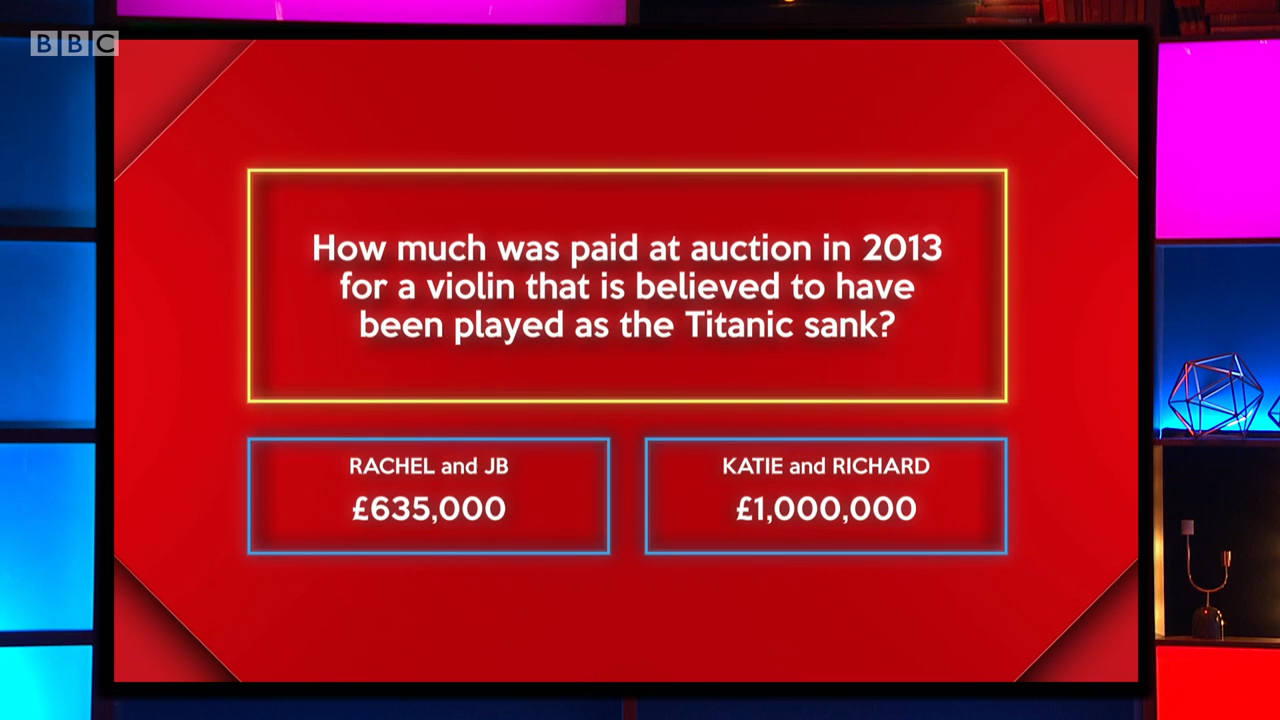 BBC
How much was paid at auction in 2013
for a violin that is believed to have
been played as the Titanic sank?
RACHEL and JB
£635,000
KATIE and RICHARD
£1,000,000